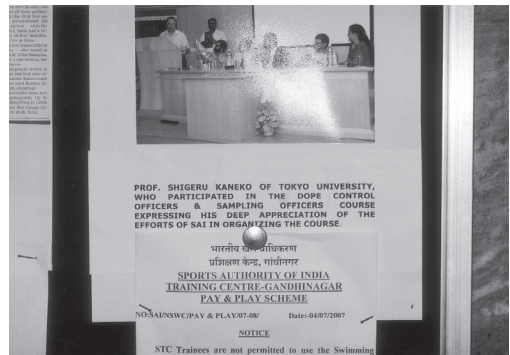 PROF. SHIGERU KANEKO OF TOKYO UNIVERSITY,
WHO PARTICIPATED IN THE DOPE CONTROL
OFFICERS & SAMPLING OFFICERS COURSE
EXPRESSING HIS DEEP APPRECIATION OF THE
EFFORTS OF SAI IN ORGANIZING THE COURSE.
भारतीय खेल प्राधिकरण
प्रशिक्षण केन्द्र, गांधीनगर
SPORTS AUTHORITY OF INDIA
TRAINING CENTRE-GANDHINAGAR
PAY & PLAY SCHEME
NO:SAI/NSWC/PAY & PLAY/07-08/ Date:-04/07/2007
NOTICE
STC Trainees are not permitted to use the Swimming